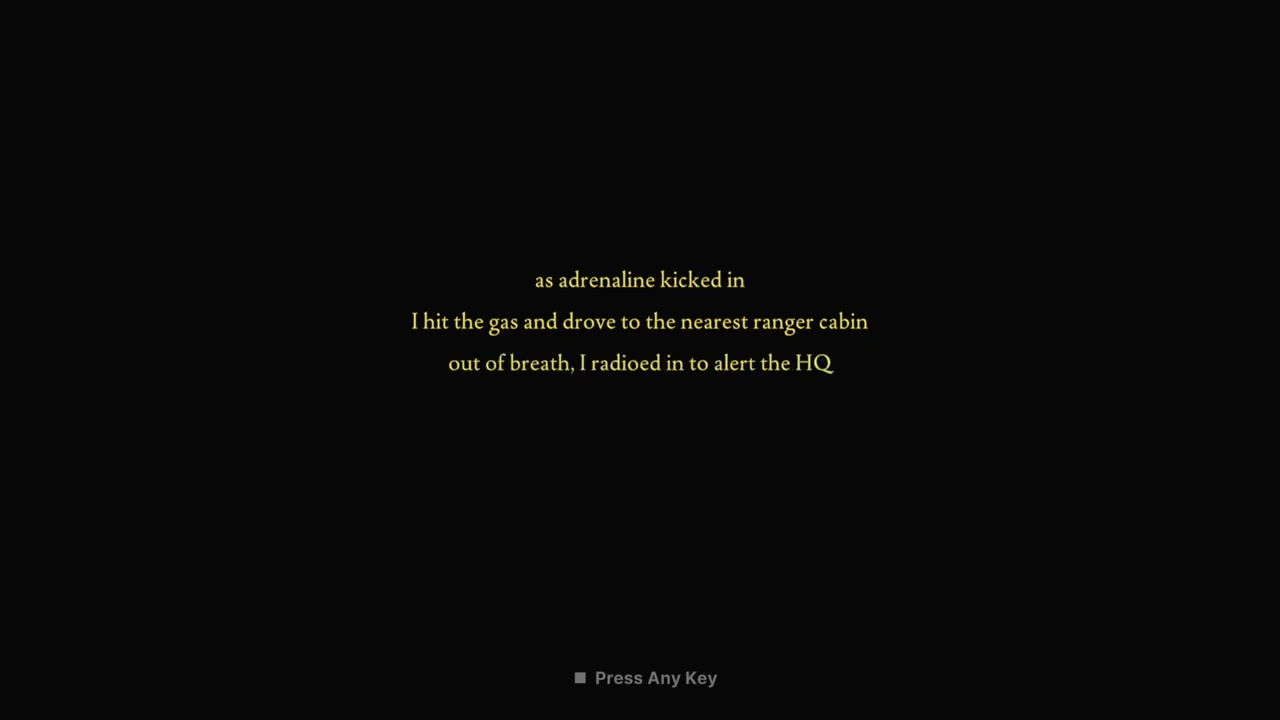 as adrenaline kicked in
I hit the gas and drove to the nearest ranger cabin
out of breath, I radioed in to alert the HQ
Press Any Key